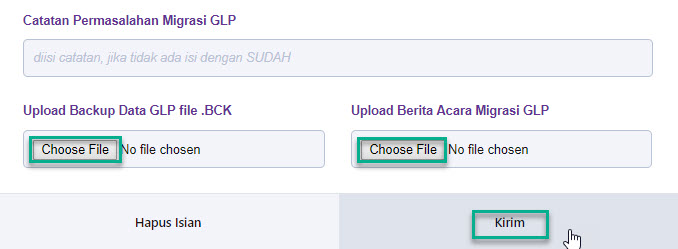 Catatan Permasalahan Migrasi GLP
diisi catatan, jika tidak ada isi dengan SUDAH
Upload Backup Data GLP file .BCK
Upload Berita Acara Migrasi GLP
Choose File No file chosen
Choose File No file chosen
Hapus Isian
Kirim